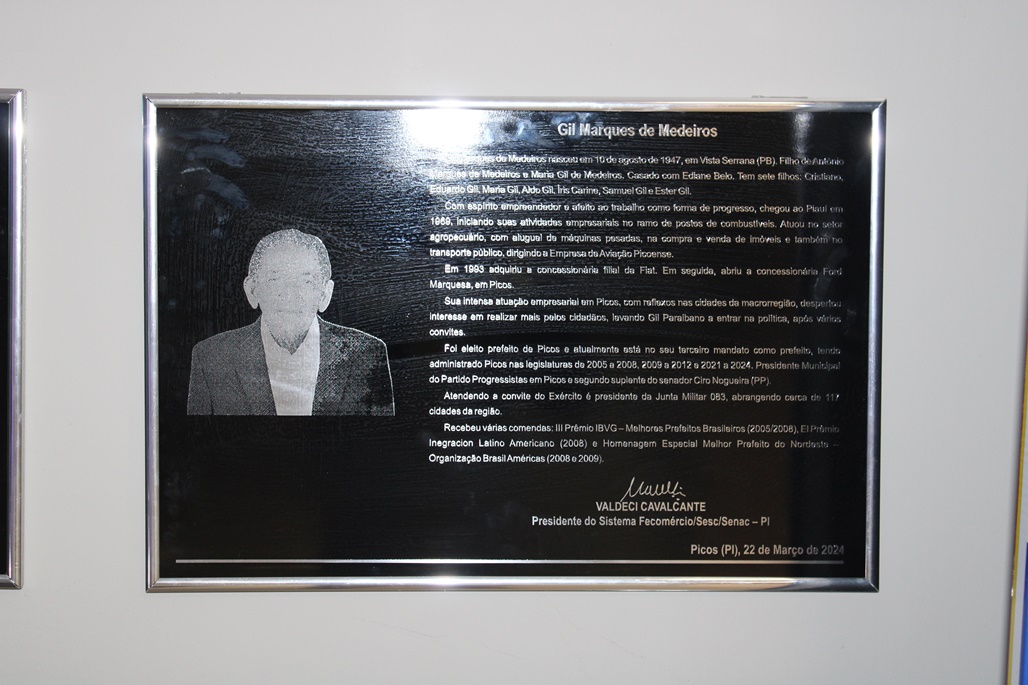 Gil Marques de Medeiros
Marques de Medeiros nasceu em 10 de agosto de 1947, em Vista Serrana (PB). Filho de Antônio
Marques de Medeiros e Maria Gil de Medeiros. Casado com Ediane Belo. Tem sete filhos: Cristiano,
Eduardo Gil, Maria Gil, Aldo Gil, Íris Carine, Samuel Gil e Ester Gil.
Com espírito empreendedor e afeito ao trabalho como forma de progresso, chegou ao Piauí em
1969, iniciando suas atividades empresariais no ramo de postos de combustíveis. Atuou no setor
agropecuário, com aluguel de máquinas pesadas, na compra e venda de imóveis e também no
transporte público, dirigindo a Empresa de Aviação Picoense.
Em 1993 adquiriu a concessionária filial da Fiat. Em seguida, abriu a concessionária Ford
Marquesa, em Picos.
Sua intensa atuação empresarial em Picos, com reflexos nas cidades da macrorregião, despertou
interesse em realizar mais pelos cidadãos, levando Gil Paraibano a entrar na política, após vários
convites.
Foi eleito prefeito de Picos e atualmente está no seu terceiro mandato como prefeito, tendo
administrado Picos nas legislaturas de 2005 e 2008, 2009 a 2012 e 2021 a 2024. Presidente Municipal
do Partido Progressistas em Picos e segundo suplente do senador Ciro Nogueira (PP).
Atendendo a convite do Exército é presidente da Junta Militar 083, abrangendo cerca de 117
cidades da região.
Recebeu várias comendas: III Prêmio IBVG – Melhores Prefeitos Brasileiros (2005/2008), El Prêmio
Inegracion Latino Americano (2008) e Homenagem Especial Melhor Prefeito do Nordeste –
Organização Brasil Américas (2008 e 2009).
VALDECI CAVALCANTE
Presidente do Sistema Fecomércio/Sesc/Senac – PI
Picos (PI), 22 de Março de 2024